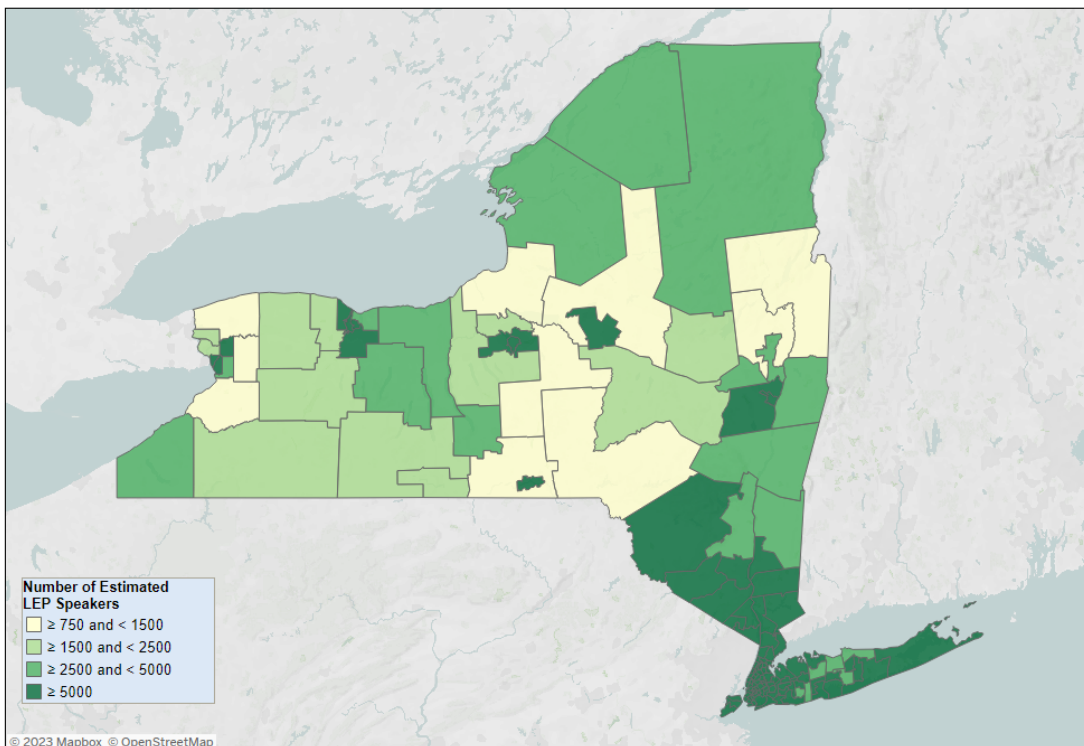 Number of Estimated
LEP Speakers
≥ 750 and < 1500
≥ 1500 and < 2500
≥ 2500 and < 5000
≥ 5000
© 2023 Mapbox © OpenStreetMap